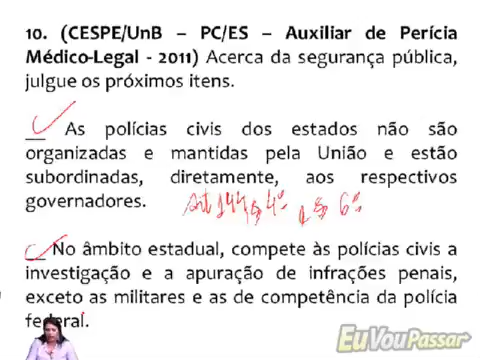 10. (CESPE/UnB – PC/ES – Auxiliar de Perícia
Médico-Legal - 2011) Acerca da segurança pública,
julgue os próximos itens.
__ As polícias civis dos estados não são
organizadas e mantidas pela União e estão
subordinadas, diretamente, aos respectivos
governadores.
Art 144 § 4º e § 6º
__ No âmbito estadual, compete às polícias civis a
investigação e a apuração de infrações penais,
exceto as militares e as de competência da polícia
federal.
EuVouPassar